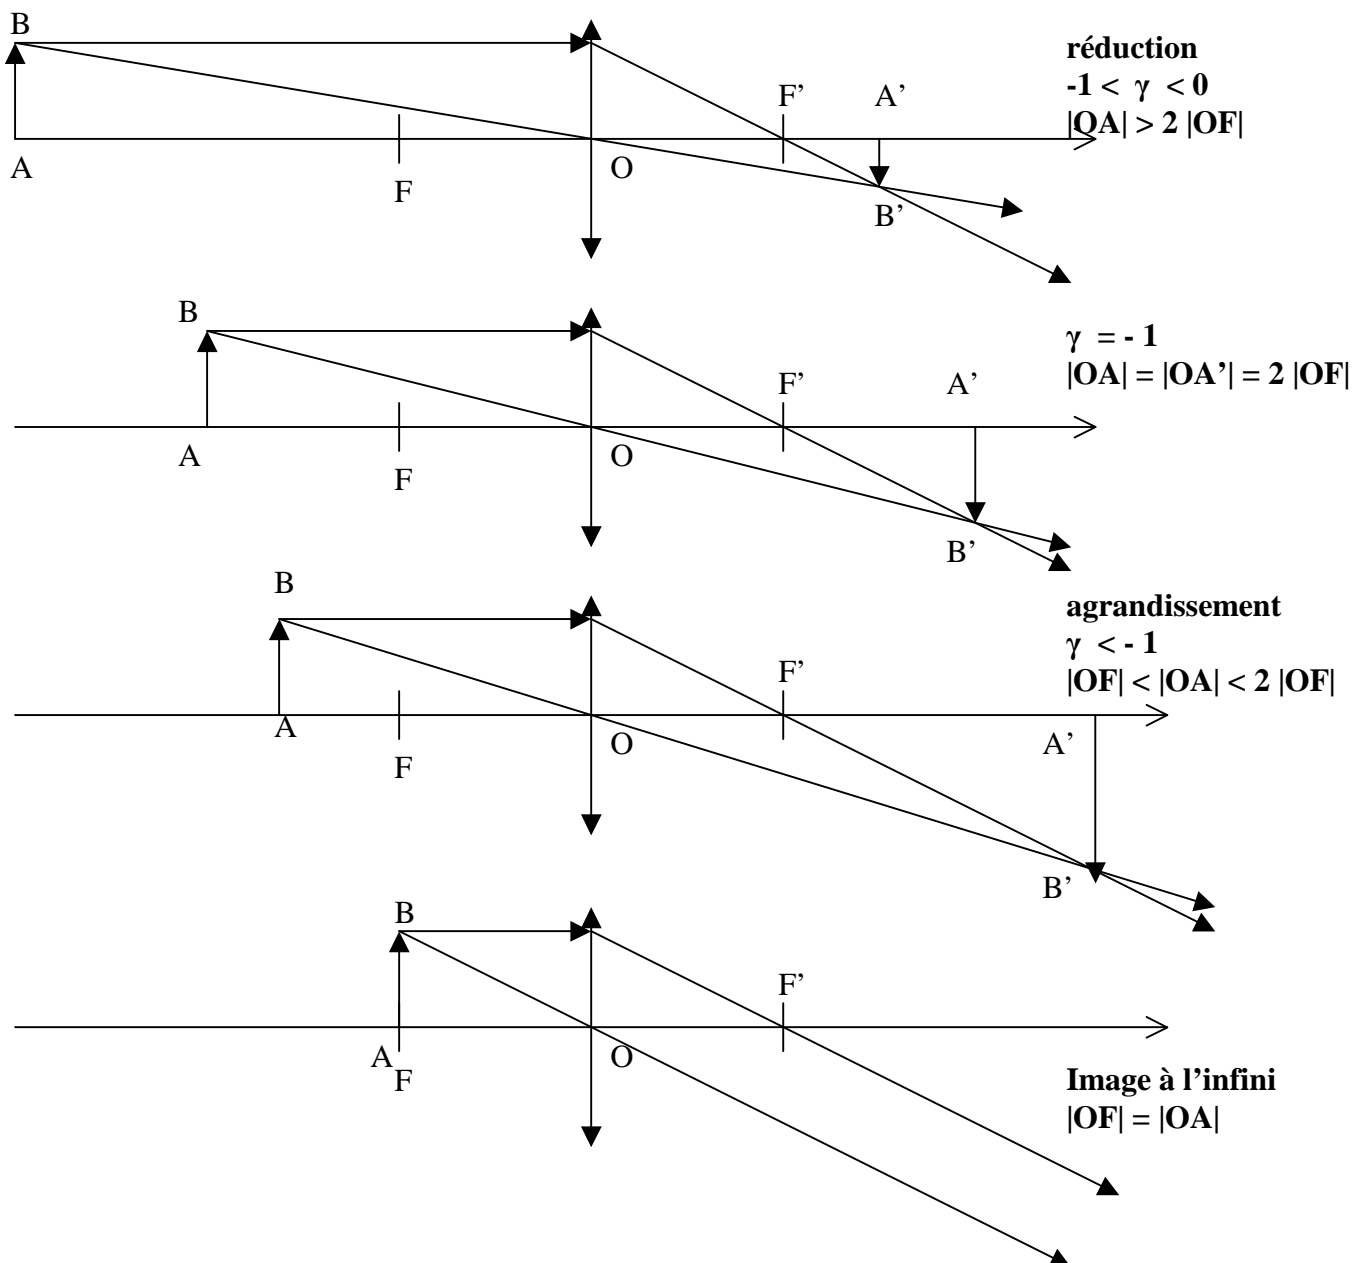 B
réduction
-1 < γ < 0
|OA| > 2 |OF|
F’ A’
A F O B’
B
γ = - 1
|OA| = |OA’| = 2 |OF|
F’ A’
A F O B’
B
agrandissement
γ < - 1
|OF| < |OA| < 2 |OF|
F’
A F O A’
B’
B
F’
A F O
Image à l’infini
|OF| = |OA|